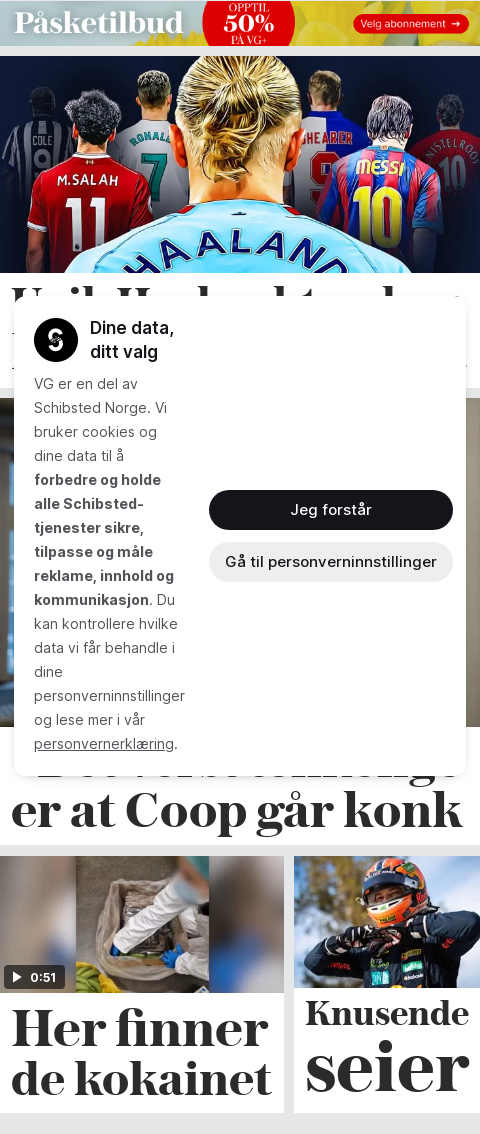 Påsketilbud
OPPTIL
50%
PÅ VG+
Velg abonnement →
COLE
M.SALAH
11
RONALDO
7
HAALAND
SHEARER
9
MESSI
10
NISTELROOY
10
Dine data,
ditt valg
VG er en del av
Schibsted Norge. Vi
bruker cookies og
dine data til å
forbedre og holde
alle Schibsted-
tjenester sikre,
tilpasse og måle
reklame, innhold og
kommunikasjon. Du
kan kontrollere hvilke
data vi får behandle i
dine
personverninnstillinger
og lese mer i vår
personvernerklæring.
Jeg forstår
Gå til personverninnstillinger
er at Coop går konk
0:51
Her finner
de kokainet
Knusende
seier